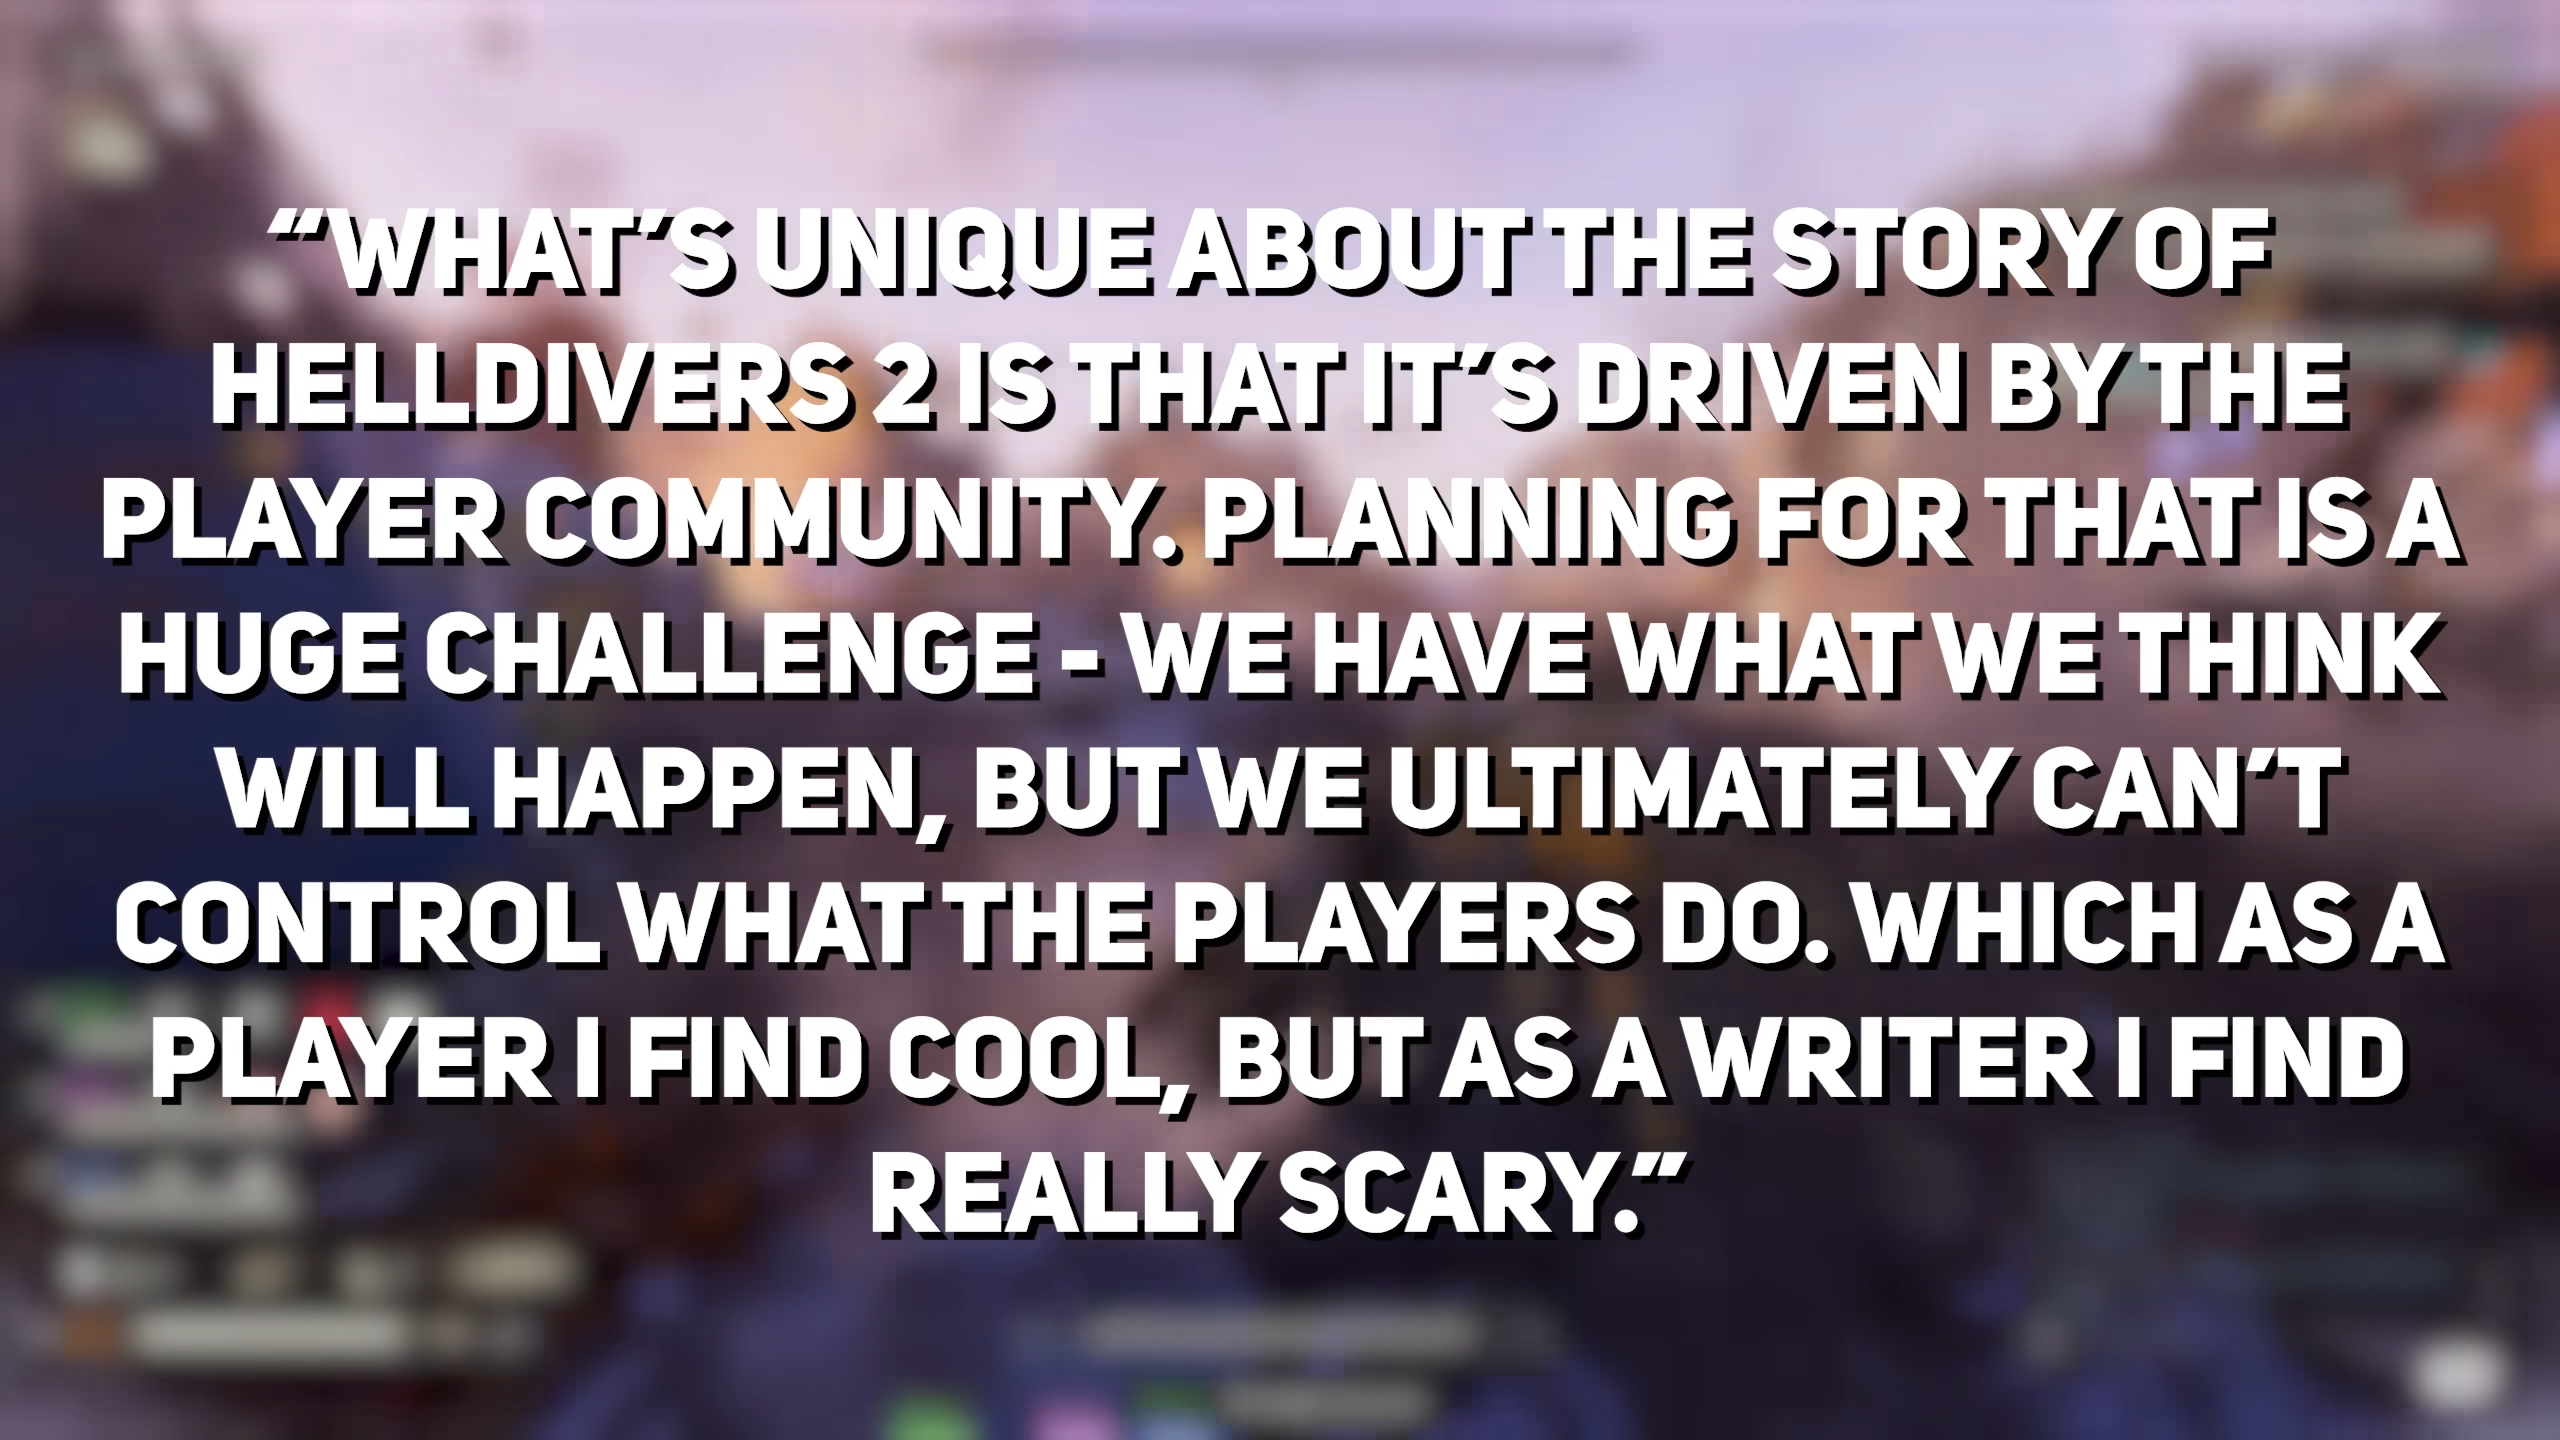 “WHAT’S UNIQUE ABOUT THE STORY OF
HELLDIVERS 2 IS THAT IT’S DRIVEN BY THE
PLAYER COMMUNITY. PLANNING FOR THAT IS A
HUGE CHALLENGE - WE HAVE WHAT WE THINK
WILL HAPPEN, BUT WE ULTIMATELY CAN’T
CONTROL WHAT THE PLAYERS DO. WHICH AS A
PLAYER I FIND COOL, BUT AS A WRITER I FIND
REALLY SCARY.”